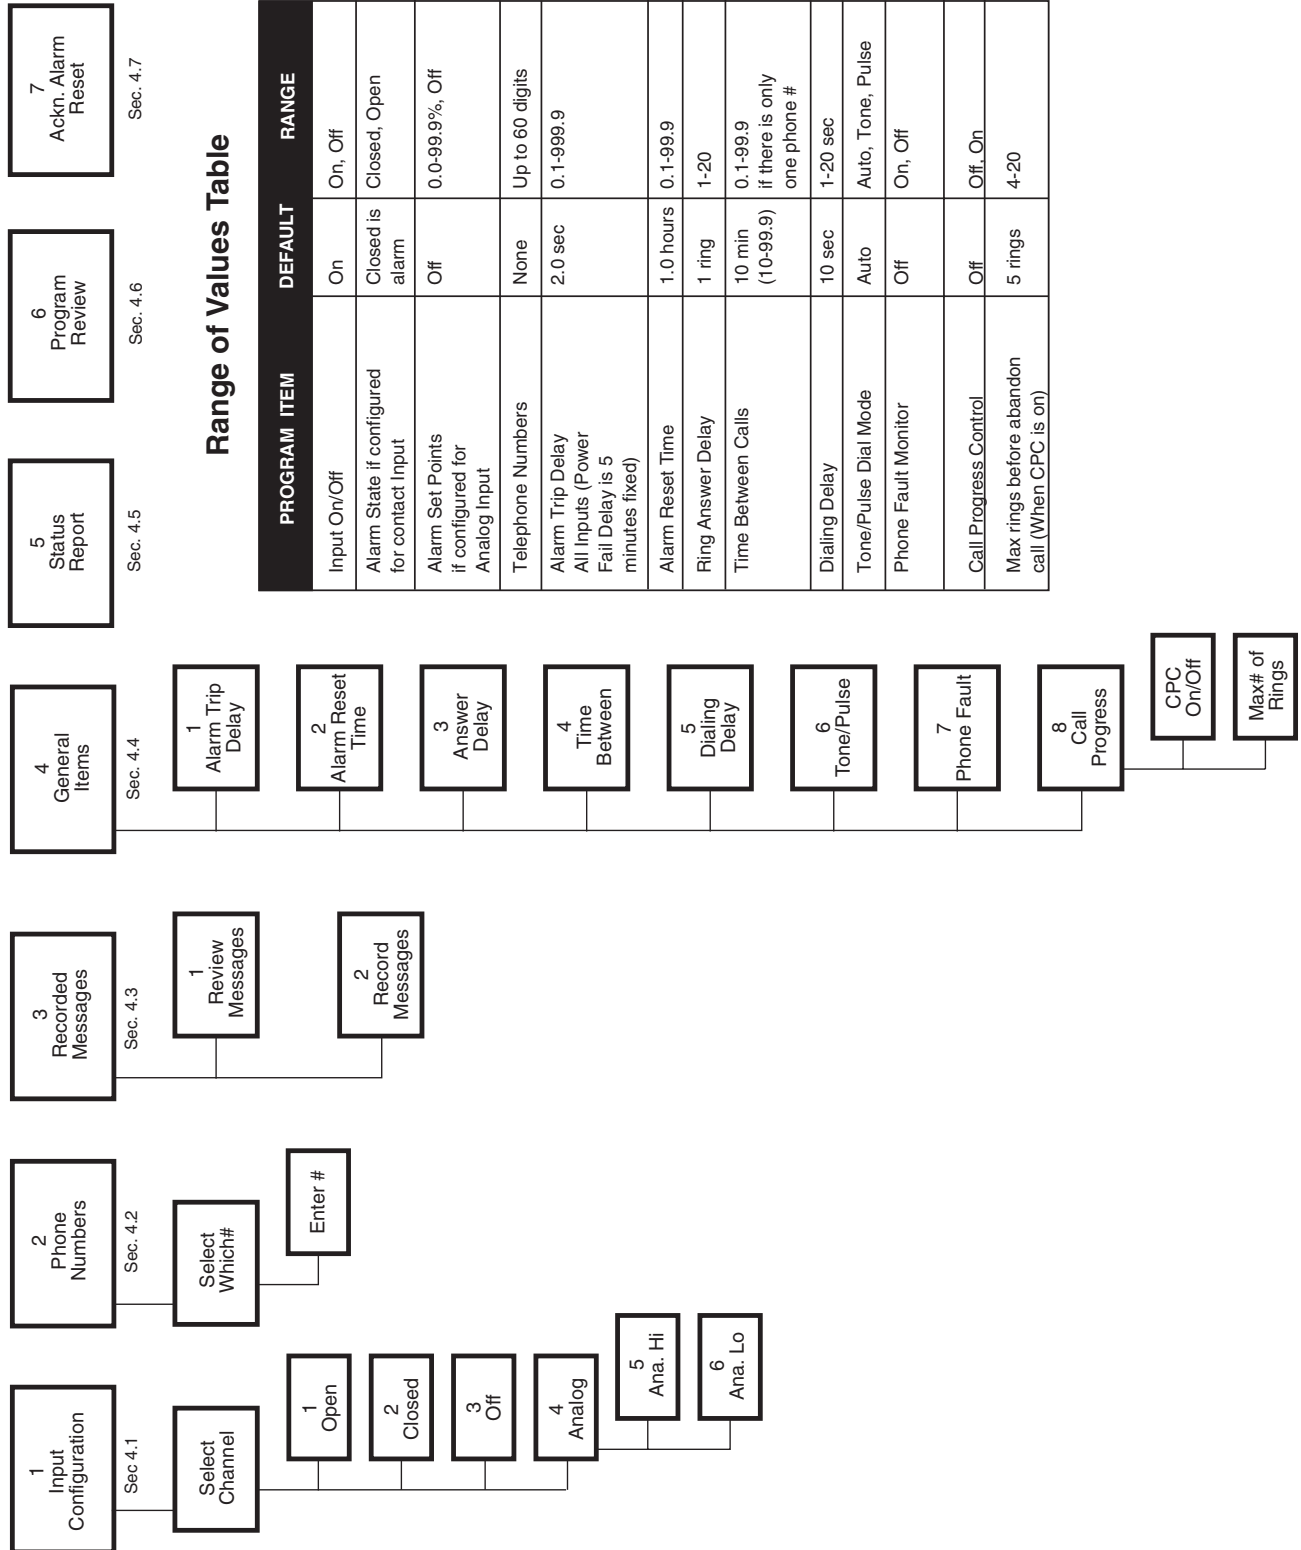 1
Input
Configuration
Sec 4.1
Select
Channel
1
Open
2
Closed
3
Off
4
Analog
5
Ana. Hi
6
Ana. Lo
2
Phone
Numbers
Sec. 4.2
Select
Which#
Enter #
3
Recorded
Messages
Sec. 4.3
1
Review
Messages
2
Record
Messages
4
General
Items
Sec. 4.4
1
Alarm Trip
Delay
2
Alarm Reset
Time
3
Answer
Delay
4
Time
Between
5
Dialing
Delay
6
Tone/Pulse
7
Phone Fault
8
Call
Progress
CPC
On/Off
Max# of
Rings
5
Status
Report
Sec. 4.5
6
Program
Review
Sec. 4.6
7
Ackn. Alarm
Reset
Sec. 4.7
Range of Values Table
PROGRAM ITEM DEFAULT RANGE
Input On/Off On On, Off
Alarm State if configured Closed is Closed, Open
for contact Input alarm
Alarm Set Points Off 0.0-99.9%, Off
if configured for
Analog Input
Telephone Numbers None Up to 60 digits
Alarm Trip Delay 2.0 sec 0.1-999.9
All Inputs (Power
Fail Delay is 5
minutes fixed)
Alarm Reset Time 1.0 hours 0.1-99.9
Ring Answer Delay 1 ring 1-20
Time Between Calls 10 min 0.1-99.9
(10-99.9) if there is only
one phone #
Dialing Delay 10 sec 1-20 sec
Tone/Pulse Dial Mode Auto Auto, Tone, Pulse
Phone Fault Monitor Off On, Off
Call Progress Control Off Off, On
Max rings before abandon 5 rings 4-20
call (When CPC is on)